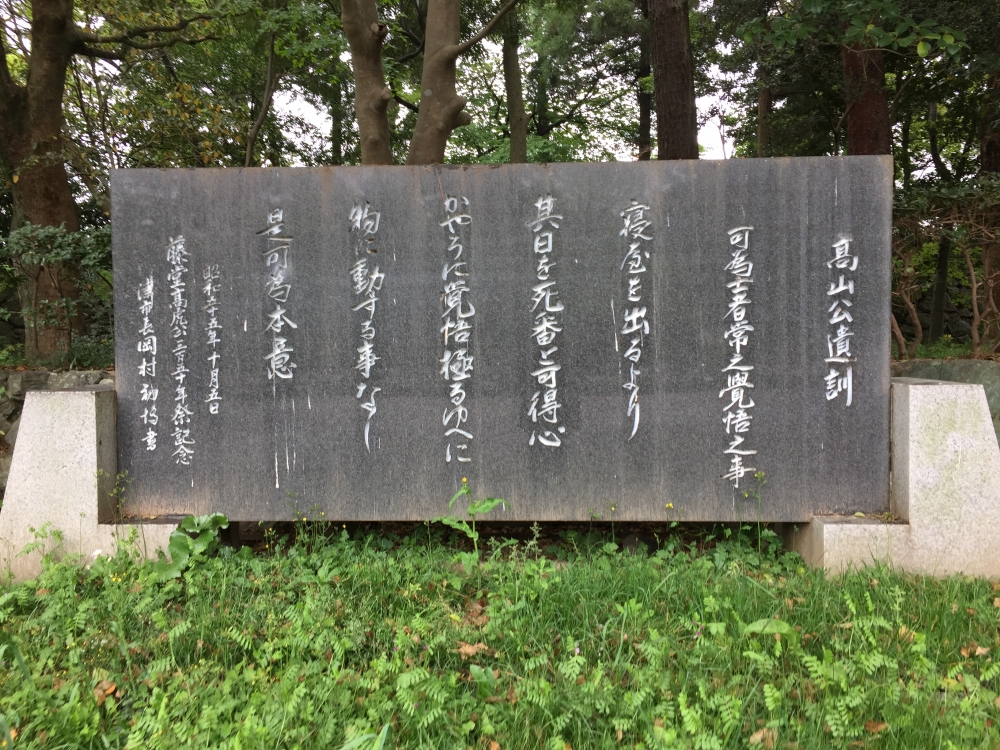 高山公遺訓
可為士者常之覺悟之事
寝屋を出るより
其日を死番と可得心
かやうに覚悟極るゆへに
物に動する事なし
是可為本意
昭和五十五年十月五日
藤堂高虎公三百五十年祭記念
津市長岡村初博書